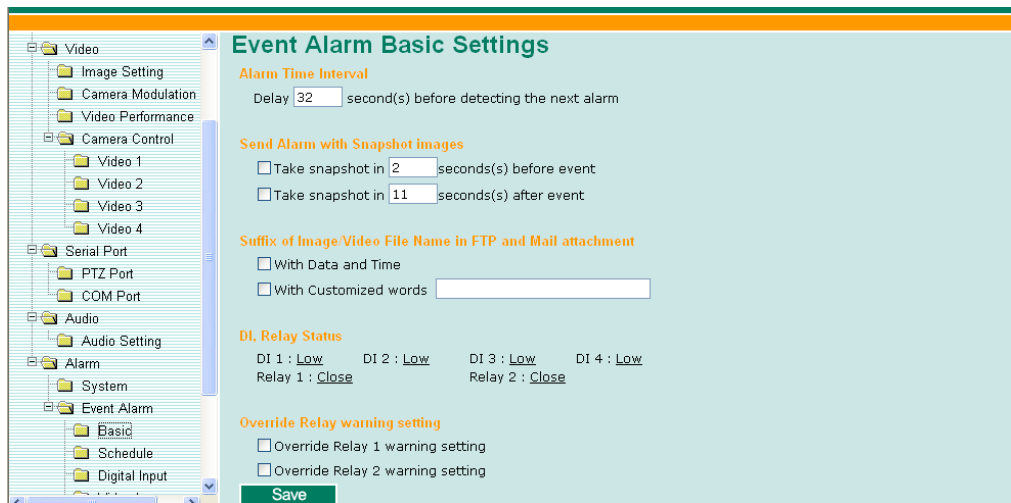 Video
Image Setting
Camera Modulation
Video Performance
Camera Control
Video 1
Video 2
Video 3
Video 4
Serial Port
PTZ Port
COM Port
Audio
Audio Setting
Alarm
System
Event Alarm
Basic
Schedule
Digital Input
Event Alarm Basic Settings
Alarm Time Interval
Delay 32 second(s) before detecting the next alarm
Send Alarm with Snapshot images
Take snapshot in 2 seconds(s) before event
Take snapshot in 11 seconds(s) after event
Suffix of Image/Video File Name in FTP and Mail attachment
With Data and Time
With Customized words
DI, Relay Status
DI 1 : Low DI 2 : Low DI 3 : Low DI 4 : Low
Relay 1 : Close Relay 2 : Close
Override Relay warning setting
Override Relay 1 warning setting
Override Relay 2 warning setting
Save